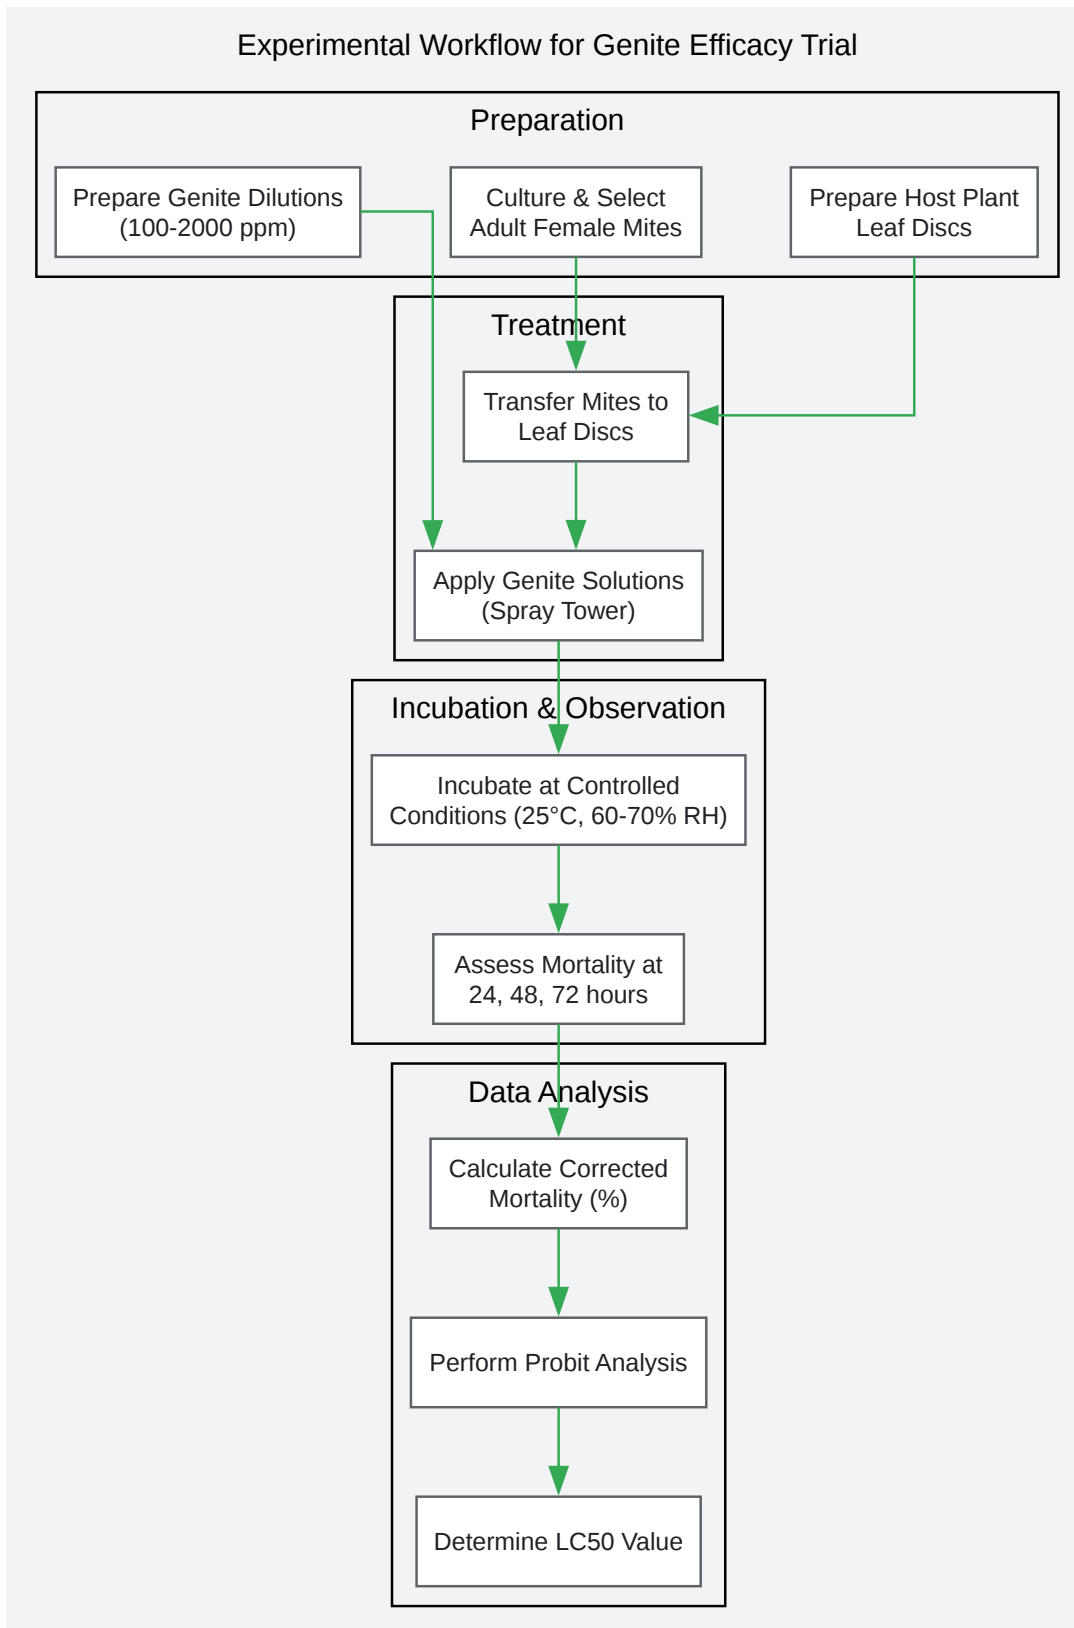 Experimental Workflow for Genite Efficacy Trial
Preparation
Prepare Genite Dilutions
(100-2000 ppm)
Culture & Select
Adult Female Mites
Prepare Host Plant
Leaf Discs
Treatment
Transfer Mites to
Leaf Discs
Apply Genite Solutions
(Spray Tower)
Incubation & Observation
Incubate at Controlled
Conditions (25°C, 60-70% RH)
Assess Mortality at
24, 48, 72 hours
Data Analysis
Calculate Corrected
Mortality (%)
Perform Probit Analysis
Determine LC50 Value